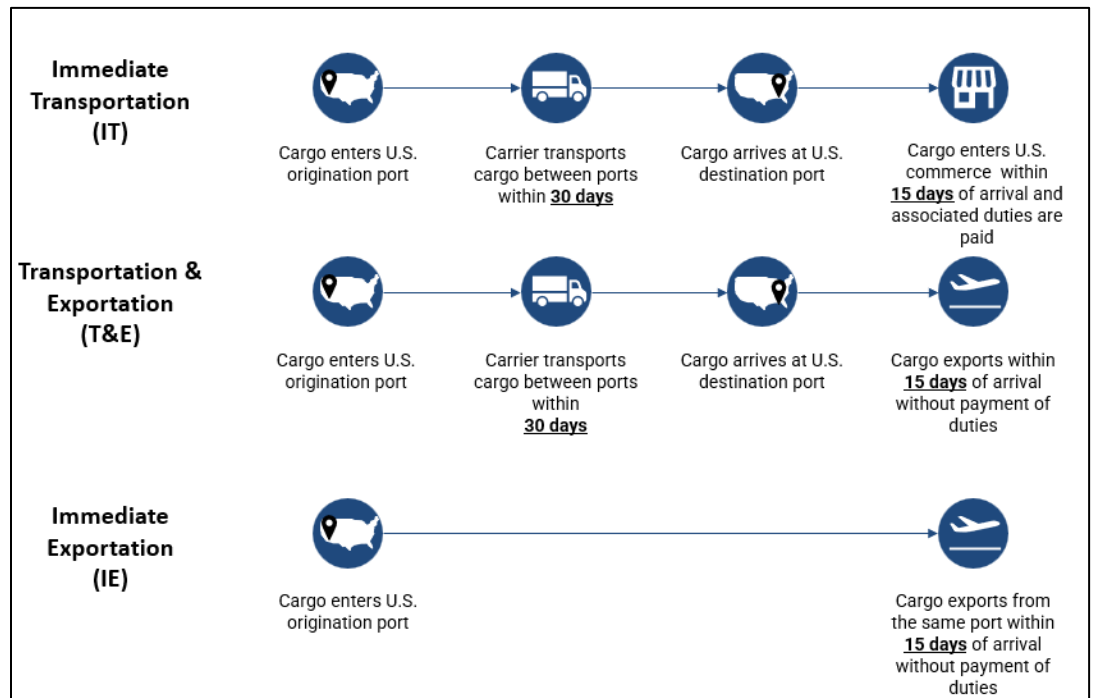 Immediate
Transportation
(IT)
Cargo enters U.S.
origination port
Carrier transports
cargo between ports
within 30 days
Cargo arrives at U.S.
destination port
Cargo enters U.S.
commerce within
15 days of arrival and
associated duties are
paid
Transportation &
Exportation
(T&E)
Cargo enters U.S.
origination port
Carrier transports
cargo between ports
within
30 days
Cargo arrives at U.S.
destination port
Cargo exports within
15 days of arrival
without payment of
duties
Immediate
Exportation
(IE)
Cargo enters U.S.
origination port
Cargo exports from
the same port within
15 days of arrival
without payment of
duties